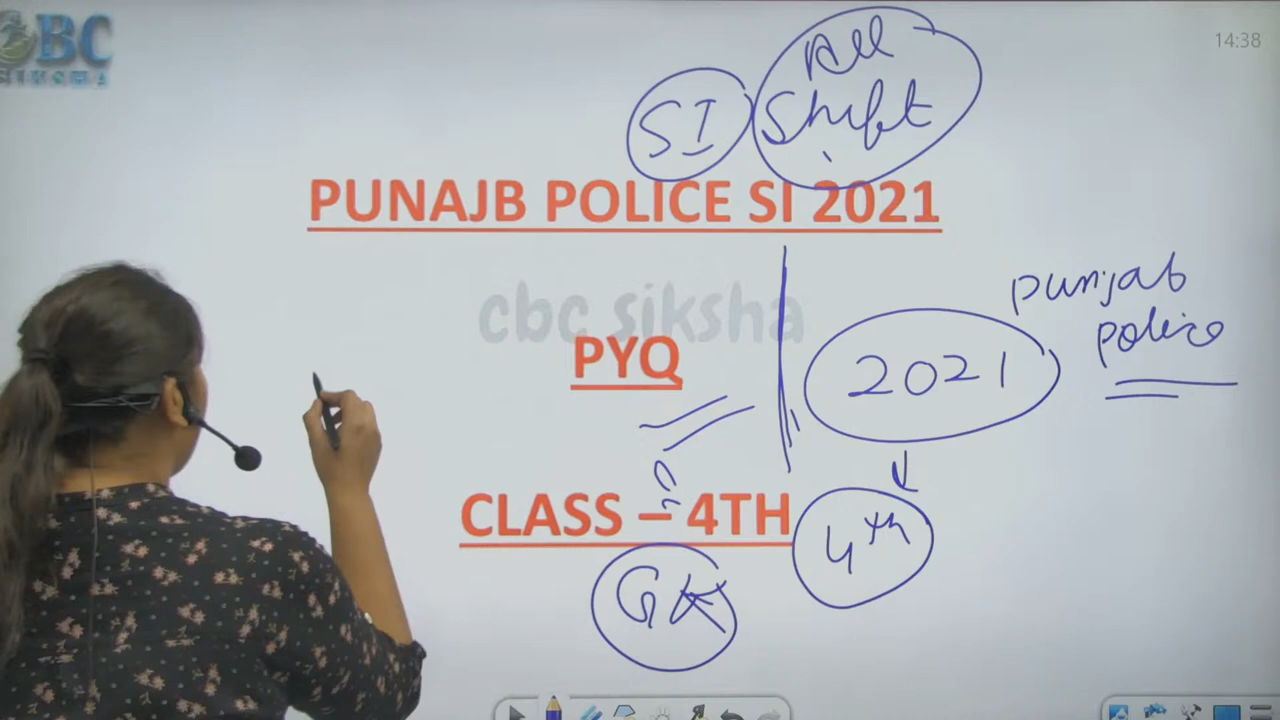 CBC
SIKSHA
14:38
All
SI Shift
PUNAJB POLICE SI 2021
cbc siksha
punjab
police
PYQ
2021
CLASS – 4TH
4th
GK